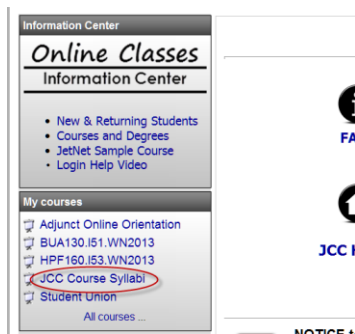 Information Center
Online Classes
Information Center
New & Returning Students
Courses and Degrees
JetNet Sample Course
Login Help Video
FA
My courses
Adjunct Online Orientation
BUA130.I51.WN2013
HPF160.I53.WN2013
JCC H
JCC Course Syllabi
Student Union
All courses ...